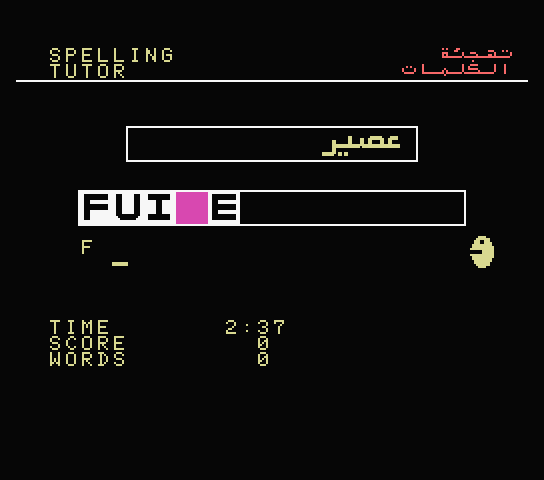 SPELLING
TUTOR
تهجئة
الكلمات
عصير
FUI E
F _
TIME 2:37
SCORE 0
WORDS 0